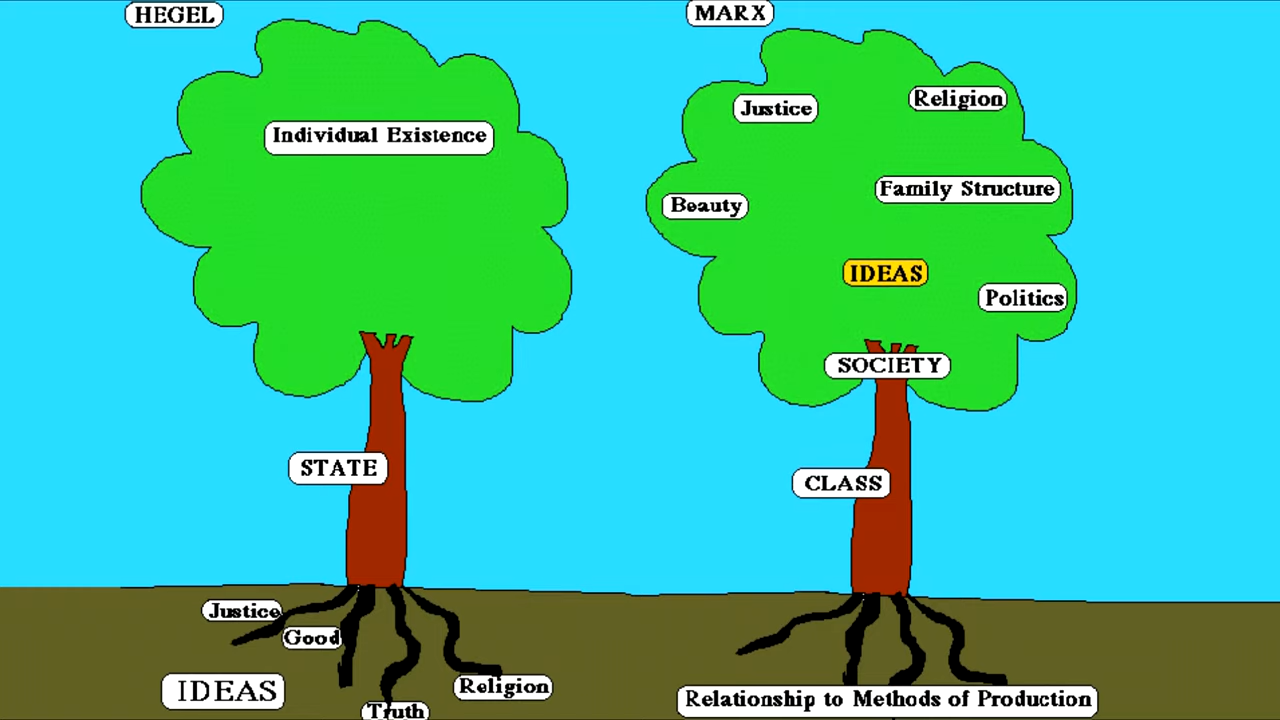 HEGEL
Individual Existence
STATE
Justice
Good
IDEAS
Truth
Religion
MARX
Justice
Religion
Beauty
Family Structure
IDEAS
Politics
SOCIETY
CLASS
Relationship to Methods of Production